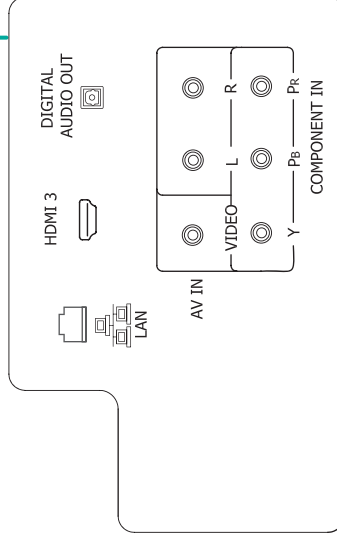 DIGITAL
AUDIO OUT
HDMI 3
LAN
AV IN
VIDEO L R
Y PB PR
COMPONENT IN